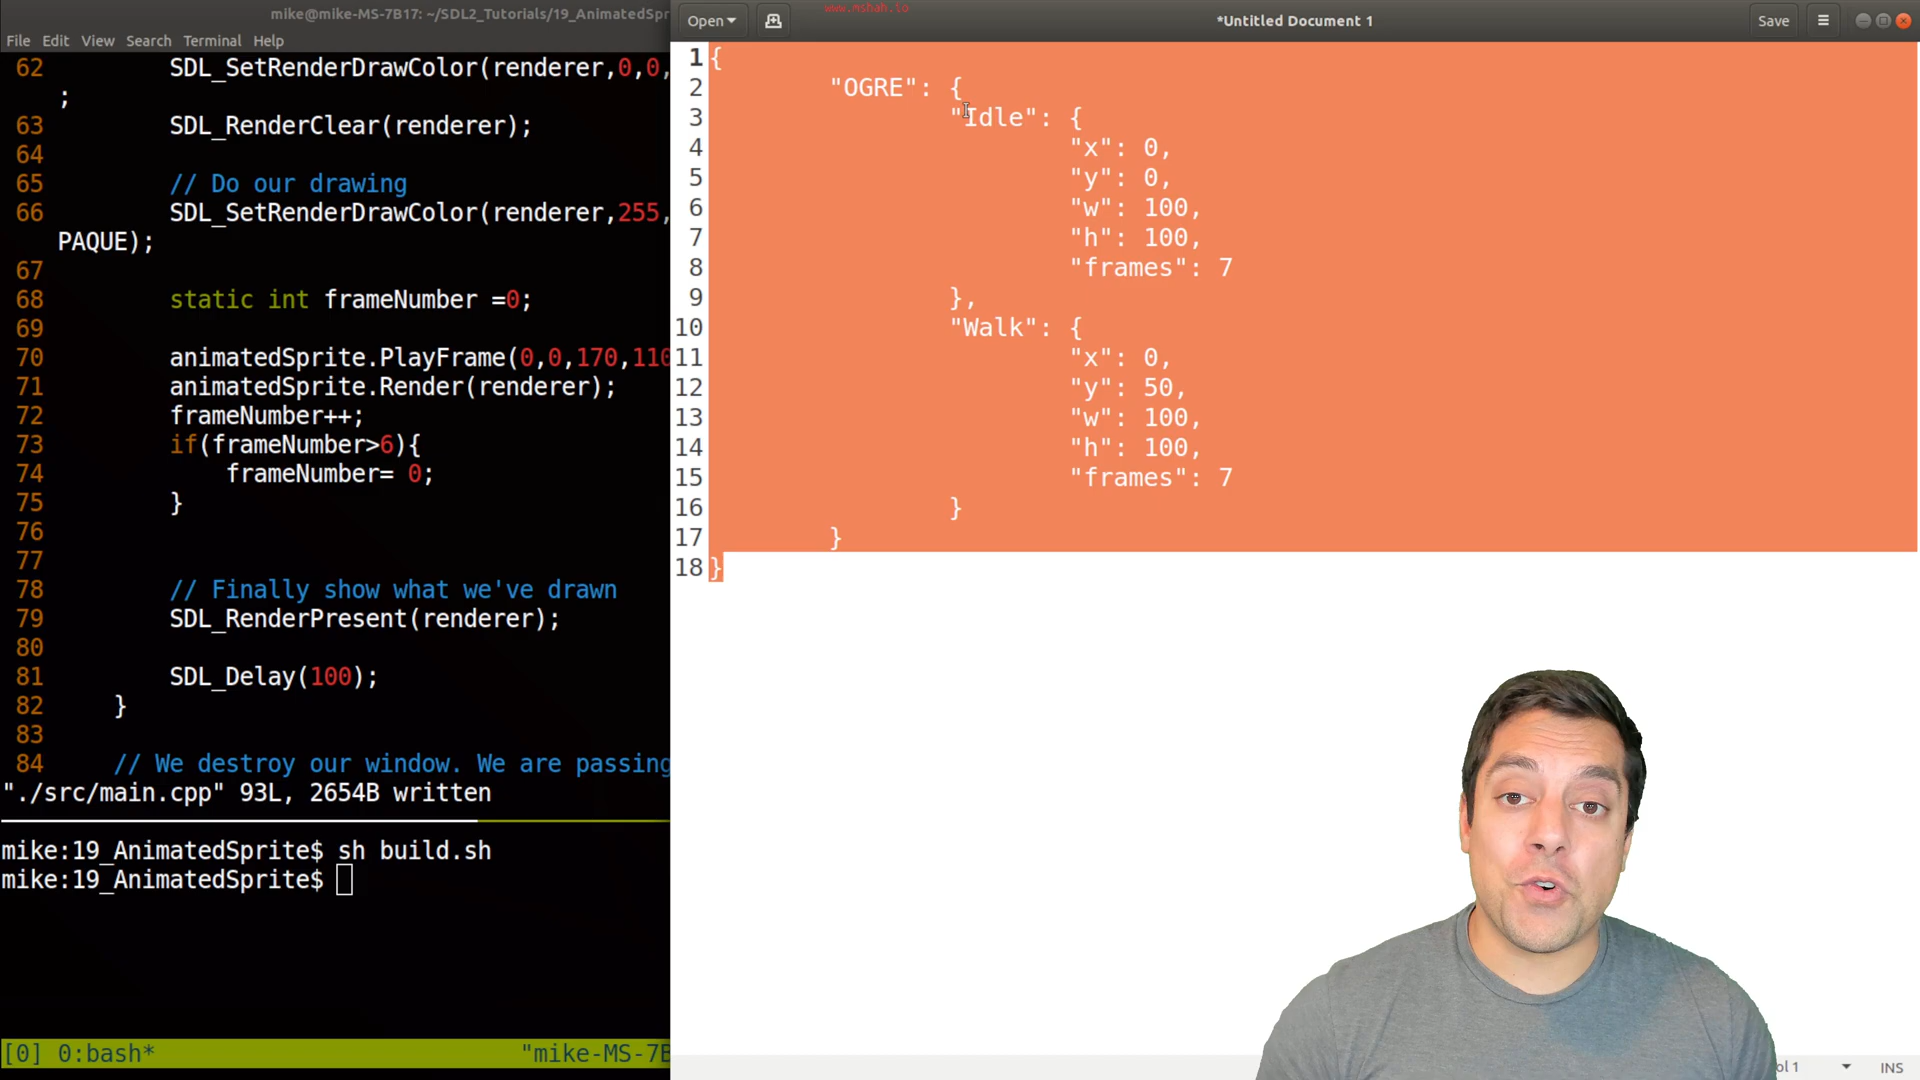 mike@mike-MS-7B17: ~/SDL2_Tutorials/19_AnimatedSpr
File Edit View Search Terminal Help
62 SDL_SetRenderDrawColor(renderer,0,0,
;
63 SDL_RenderClear(renderer);
64
65 // Do our drawing
66 SDL_SetRenderDrawColor(renderer,255,
PAQUE);
67
68 static int frameNumber =0;
69
70 animatedSprite.PlayFrame(0,0,170,110
71 animatedSprite.Render(renderer);
72 frameNumber++;
73 if(frameNumber>6){
74 frameNumber= 0;
75 }
76
77
78 // Finally show what we've drawn
79 SDL_RenderPresent(renderer);
80
81 SDL_Delay(100);
82 }
83
84 // We destroy our window. We are passing
"./src/main.cpp" 93L, 2654B written
mike:19_AnimatedSprite$ sh build.sh
mike:19_AnimatedSprite$
[0] 0:bash* "mike-MS-7B
www.mshah.io
Open *Untitled Document 1 Save
1 {
2 "OGRE": {
3 "Idle": {
4 "x": 0,
5 "y": 0,
6 "w": 100,
7 "h": 100,
8 "frames": 7
9 },
10 "Walk": {
11 "x": 0,
12 "y": 50,
13 "w": 100,
14 "h": 100,
15 "frames": 7
16 }
17 }
18 }
ol 1 INS